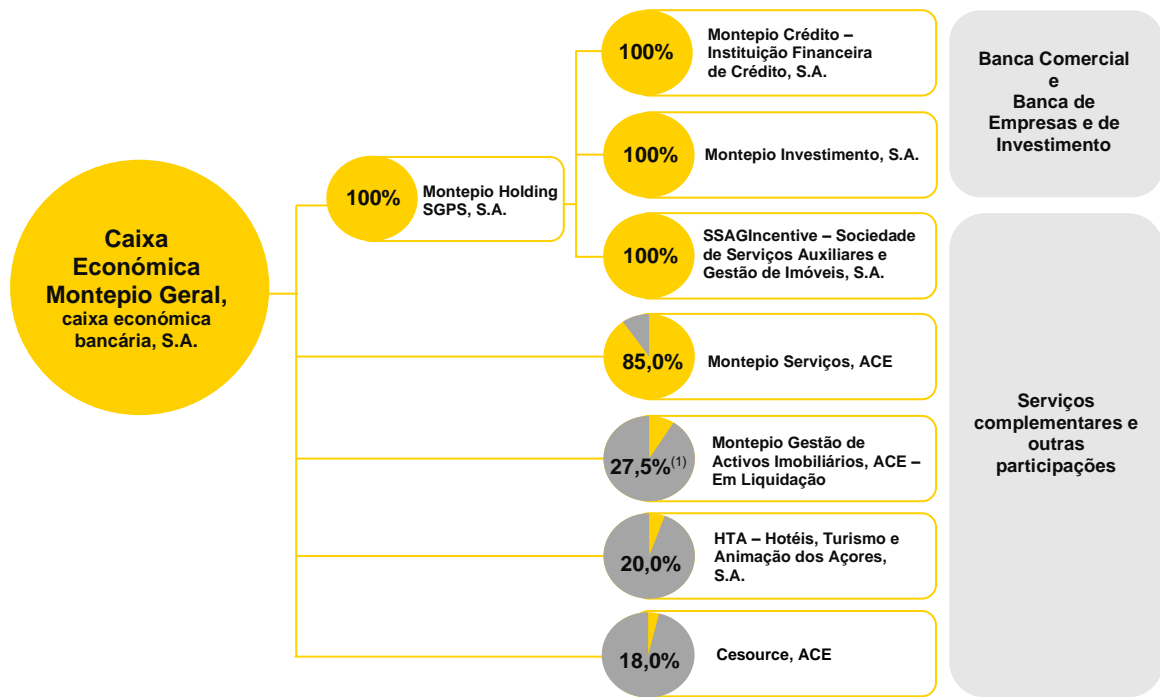 Caixa
Económica
Montepio Geral,
caixa económica
bancária, S.A.
100%
Montepio Holding
SGPS, S.A.
100%
Montepio Crédito –
Instituição Financeira
de Crédito, S.A.
100%
Montepio Investimento, S.A.
100%
SSAGIncentive – Sociedade
de Serviços Auxiliares e
Gestão de Imóveis, S.A.
85,0%
Montepio Serviços, ACE
27,5%(1)
Montepio Gestão de
Activos Imobiliários, ACE –
Em Liquidação
20,0%
HTA – Hotéis, Turismo e
Animação dos Açores,
S.A.
18,0%
Cesource, ACE
Banca Comercial
e
Banca de
Empresas e de
Investimento
Serviços
complementares e
outras
participações